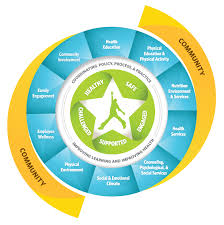 Health
Education
Physical
Education &
Physical Activity
Nutrition
Environment
& Services
Health
Services
Counseling,
Psychological,
& Social Services
Social & Emotional
Climate
Physical
Environment
Employee
Wellness
Family
Engagement
Community
Involvement
COMMUNITY
COMMUNITY
COORDINATING POLICY, PROCESS, & PRACTICE
IMPROVING LEARNING AND IMPROVING HEALTH
HEALTHY
SAFE
ENGAGED
SUPPORTED
CHALLENGED